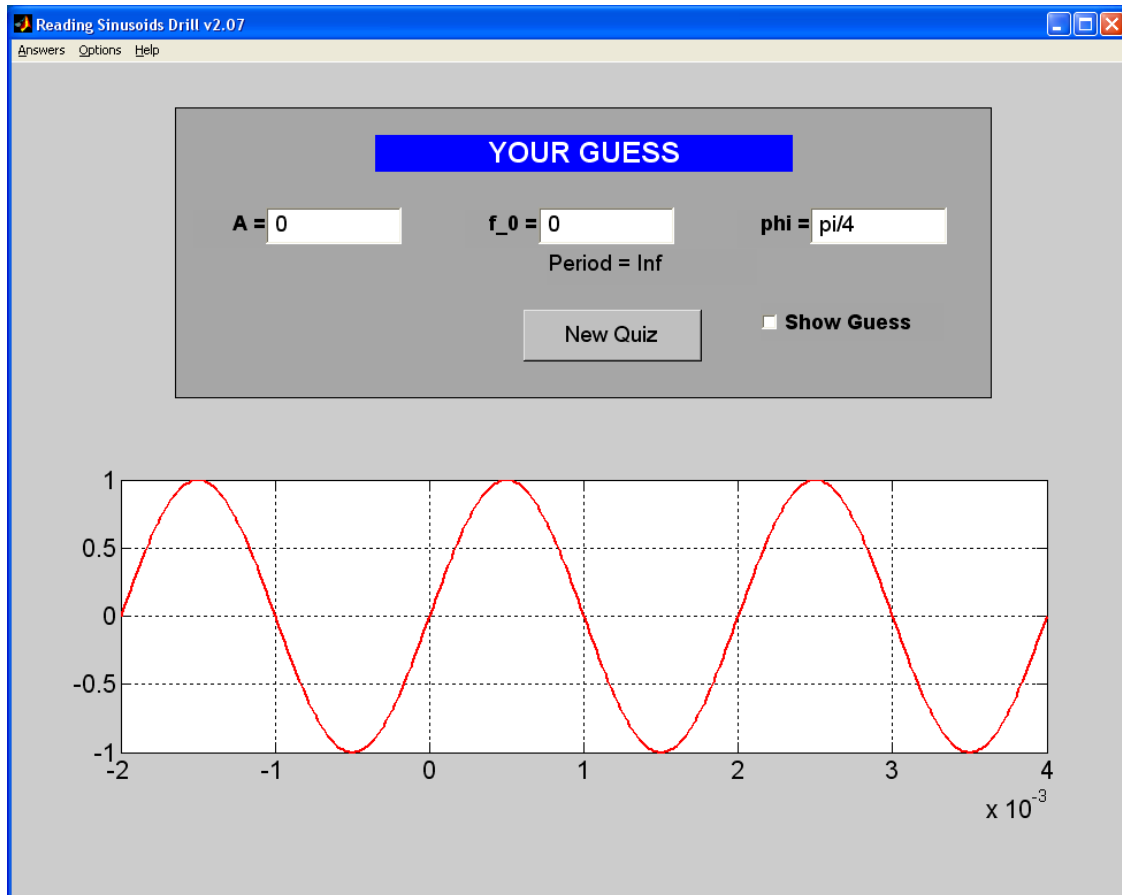 Reading Sinusoids Drill v2.07
Answers Options Help
YOUR GUESS
A = 0 f_0 = 0 phi = pi/4
Period = Inf
New Quiz Show Guess
1
0.5
0
-0.5
-1
-2 -1 0 1 2 3 4
x 10^-3